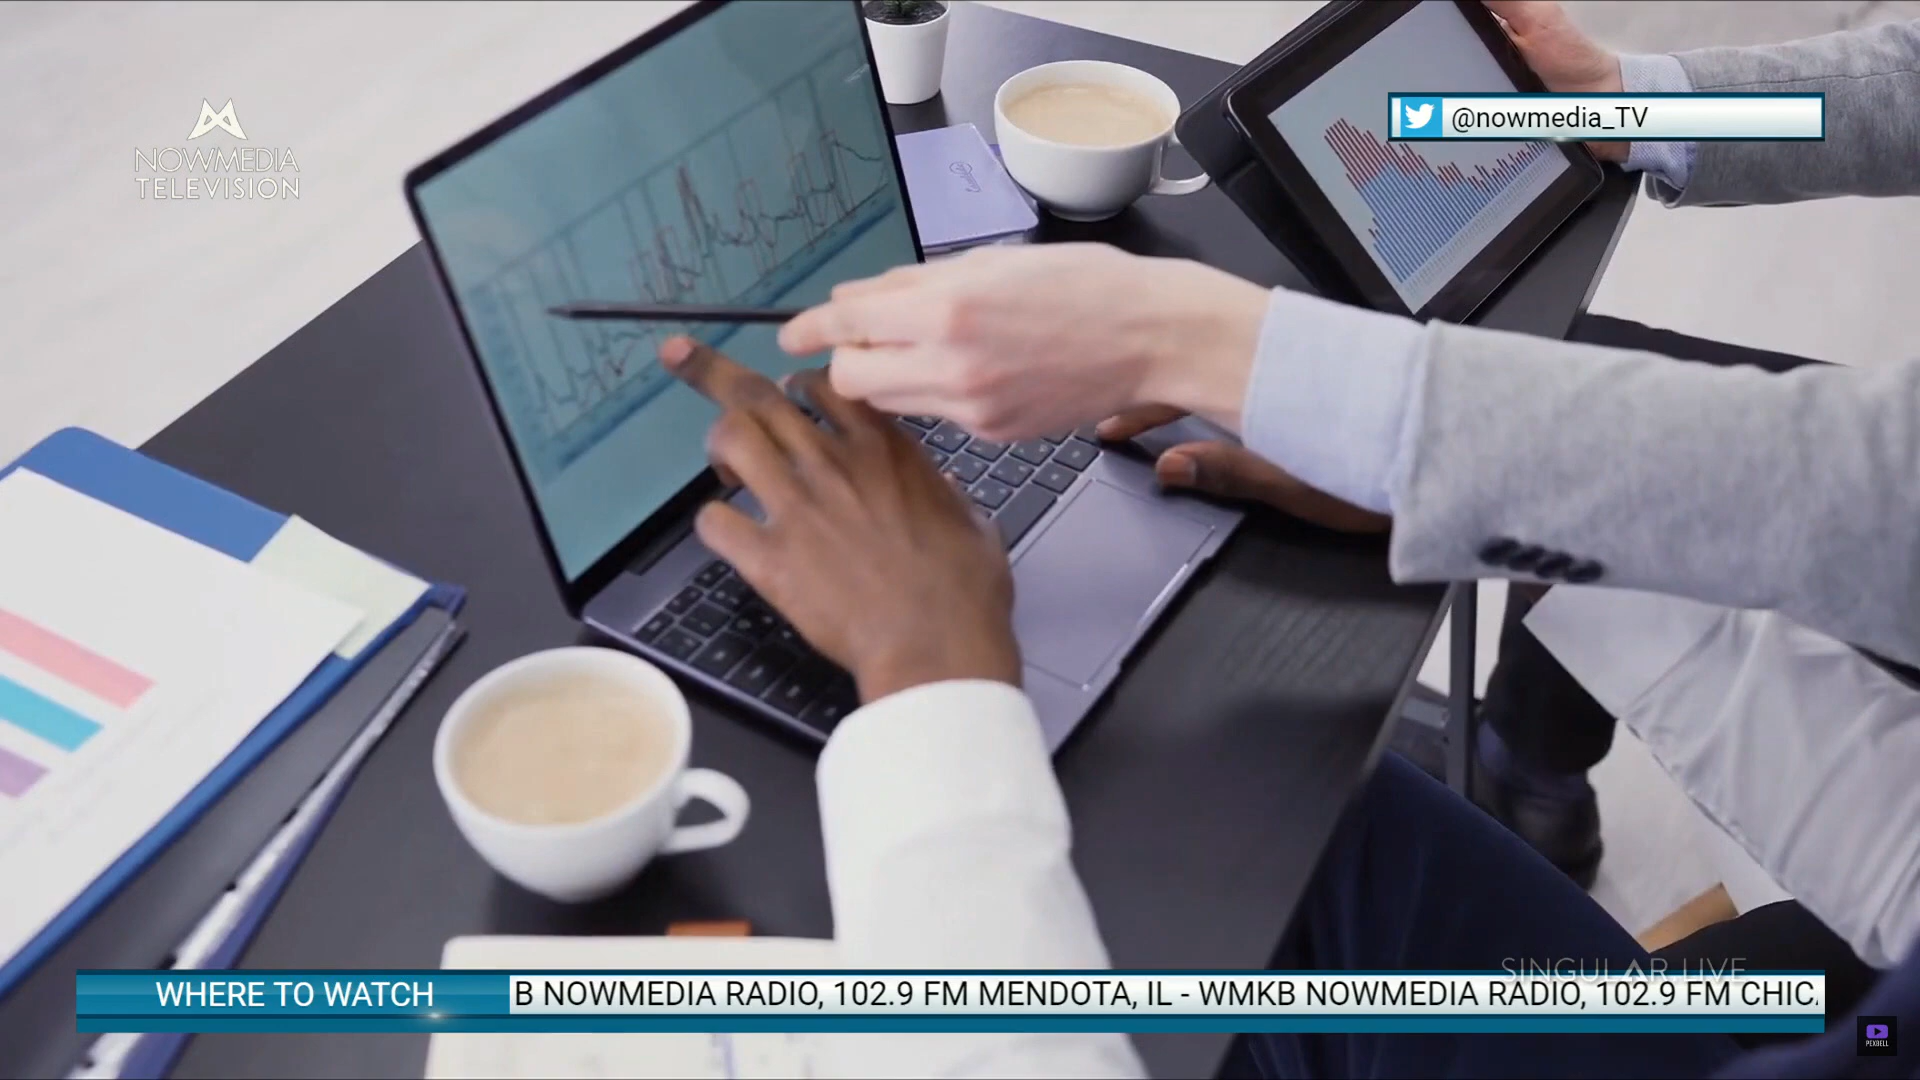 NOWMEDIA
TELEVISION
@nowmedia_TV
SINGULAR.LIVE
WHERE TO WATCH
B NOWMEDIA RADIO, 102.9 FM MENDOTA, IL - WMKB NOWMEDIA RADIO, 102.9 FM CHIC
PEXBELL